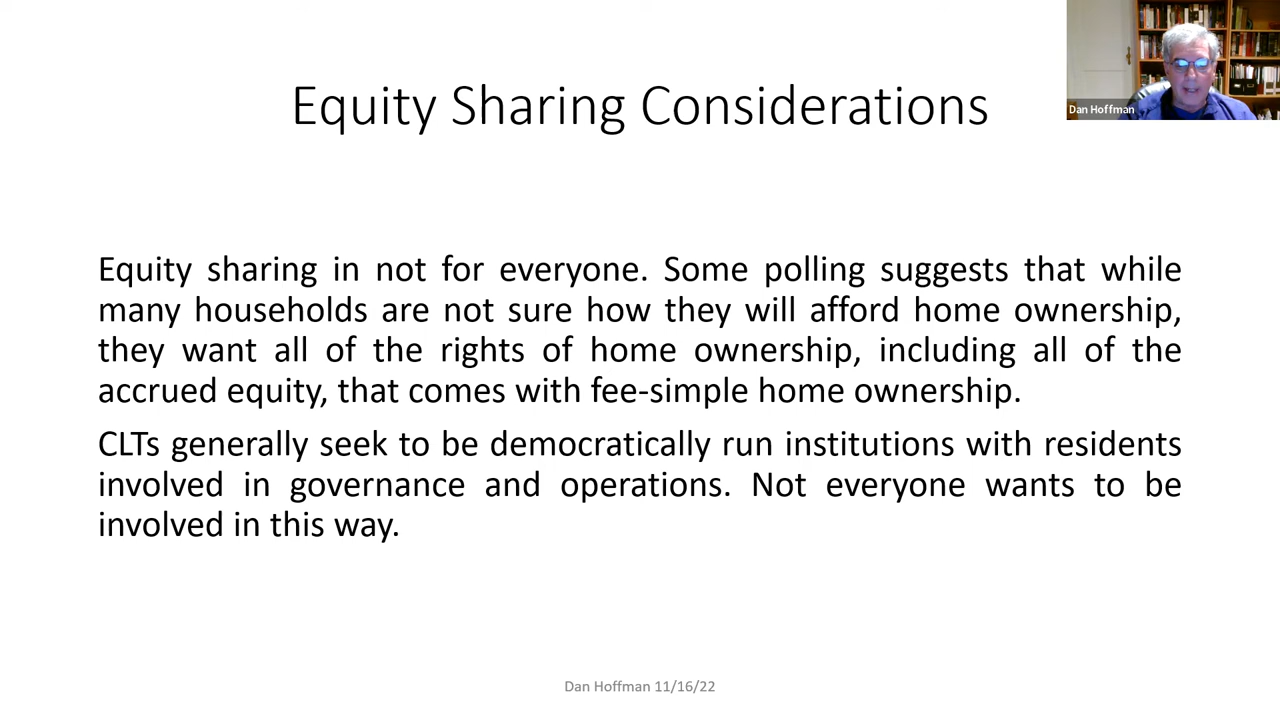 Equity Sharing Considerations
Dan Hoffman
Equity sharing in not for everyone. Some polling suggests that while
many households are not sure how they will afford home ownership,
they want all of the rights of home ownership, including all of the
accrued equity, that comes with fee-simple home ownership.
CLTs generally seek to be democratically run institutions with residents
involved in governance and operations. Not everyone wants to be
involved in this way.
Dan Hoffman 11/16/22